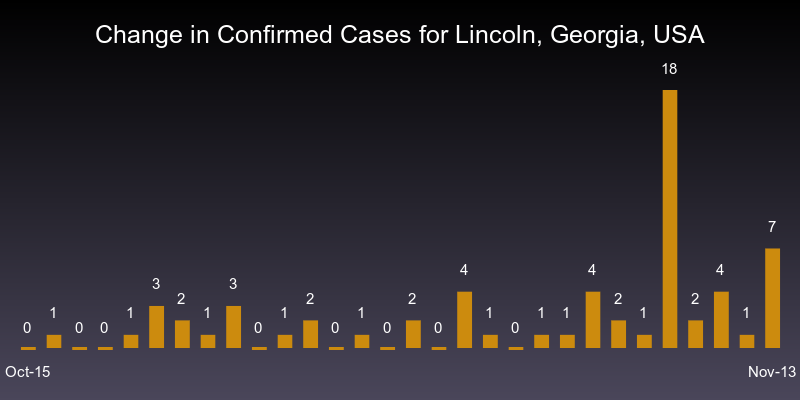 Change in Confirmed Cases for Lincoln, Georgia, USA
18
7
4 4 4
3 3
2 2 2 2 2
1 1 1 1 1 1 1 1 1 1 1
0 0 0 0 0 0 0 0
Oct-15 Nov-13